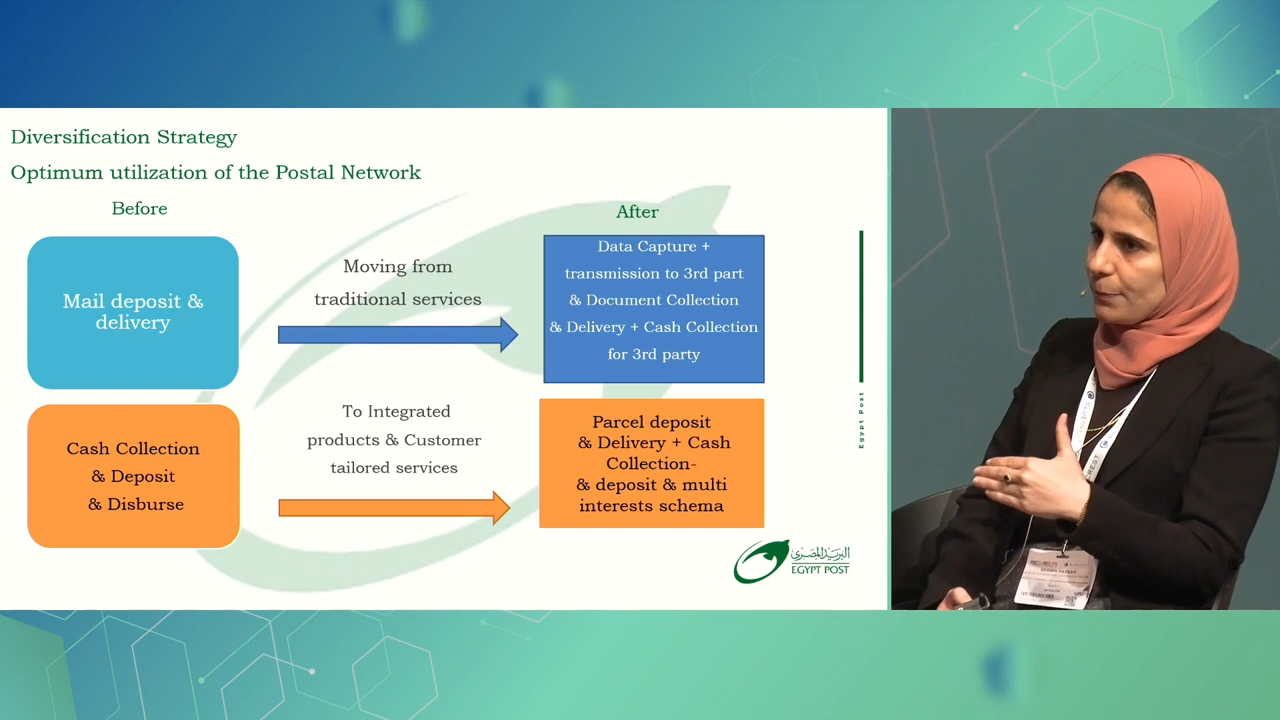 Diversification Strategy
Optimum utilization of the Postal Network
Before
After
Mail deposit &
delivery
Moving from
traditional services
Data Capture +
transmission to 3rd part
& Document Collection
& Delivery + Cash Collection
for 3rd party
Cash Collection
& Deposit
& Disburse
To Integrated
products & Customer
tailored services
Parcel deposit
& Delivery + Cash
Collection-
& deposit & multi
interests schema
Egypt Post
البريد المصري
EGYPT POST